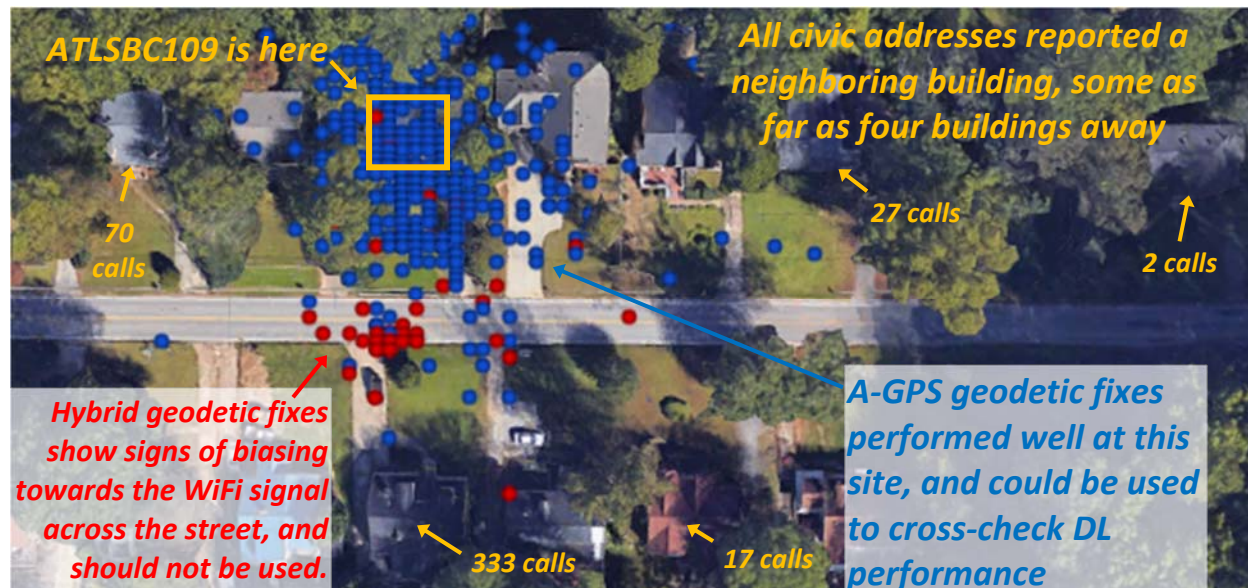 ATLSBC109 is here
All civic addresses reported a
neighboring building, some as
far as four buildings away
70
calls
27 calls
2 calls
Hybrid geodetic fixes
show signs of biasing
towards the WiFi signal
across the street, and
should not be used.
A-GPS geodetic fixes
performed well at this
site, and could be used
to cross-check DL
performance
333 calls
17 calls